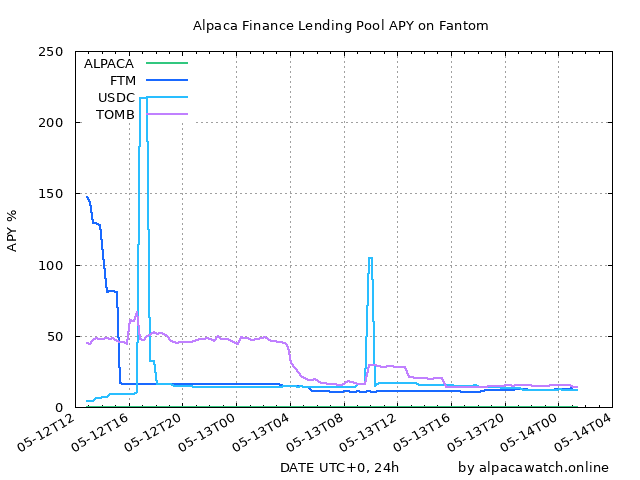 Alpaca Finance Lending Pool APY on Fantom
250
200
150
100
50
0
APY %
ALPACA
FTM
USDC
TOMB
05-12T12
05-12T16
05-12T20
05-13T00
05-13T04
05-13T08
05-13T12
05-13T16
05-13T20
05-14T00
05-14T04
DATE UTC+0, 24h
by alpacawatch.online